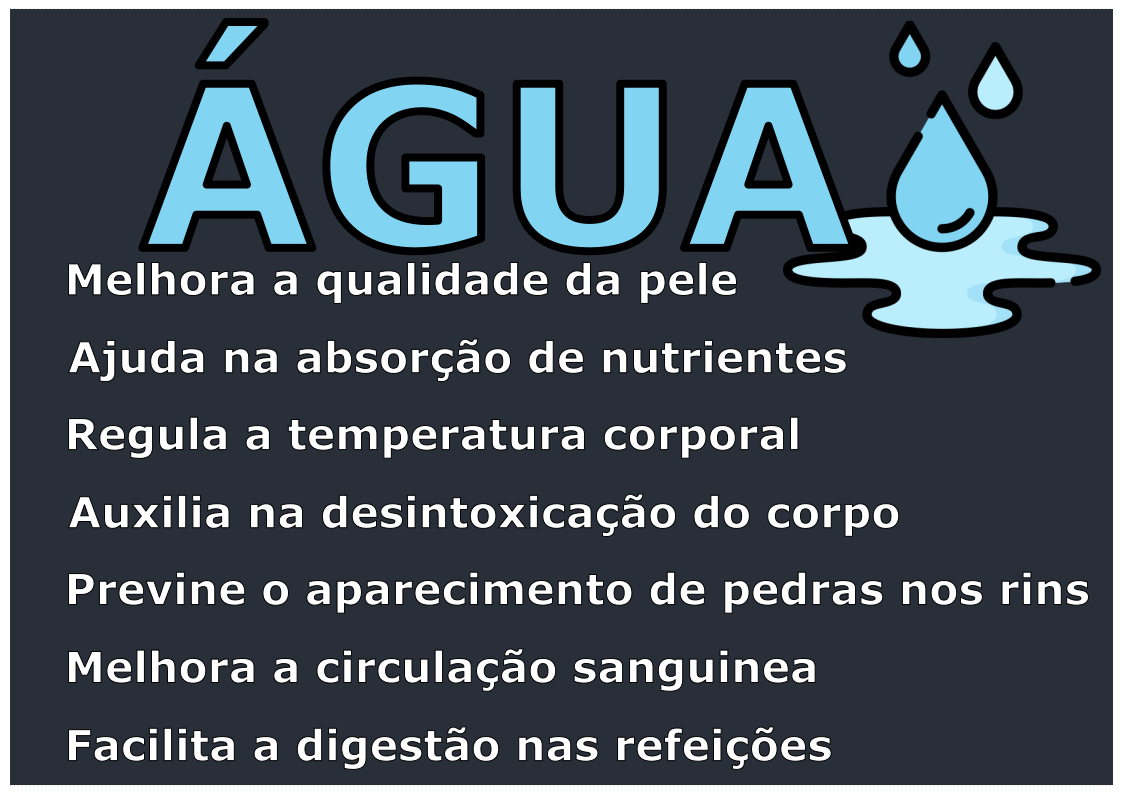 ÁGUA
Melhora a qualidade da pele
Ajuda na absorção de nutrientes
Regula a temperatura corporal
Auxilia na desintoxicação do corpo
Previne o aparecimento de pedras nos rins
Melhora a circulação sanguinea
Facilita a digestão nas refeições